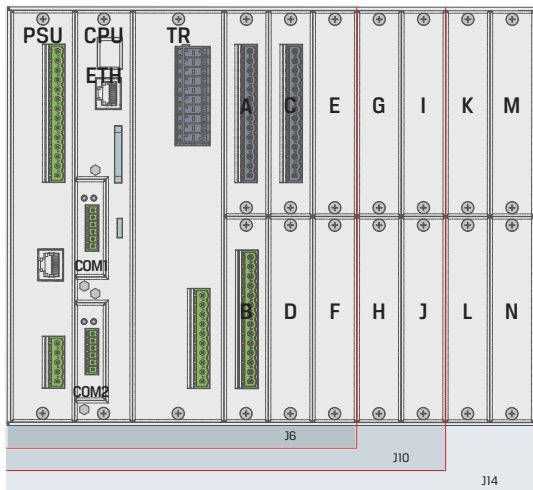 PSU CPU TR
ETH
A C E G I K M
COM1
B D F H J L N
COM2
J6
J10
J14